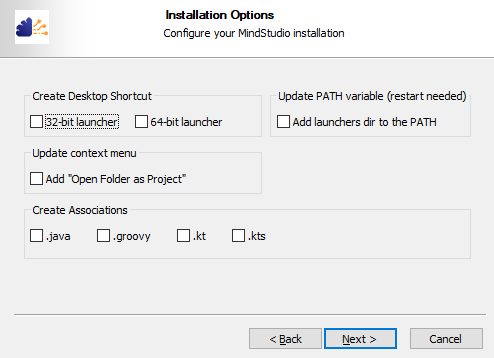 Installation Options
Configure your MindStudio installation
Create Desktop Shortcut
32-bit launcher 64-bit launcher
Update PATH variable (restart needed)
Add launchers dir to the PATH
Update context menu
Add "Open Folder as Project"
Create Associations
.java .groovy .kt .kts
< Back Next > Cancel